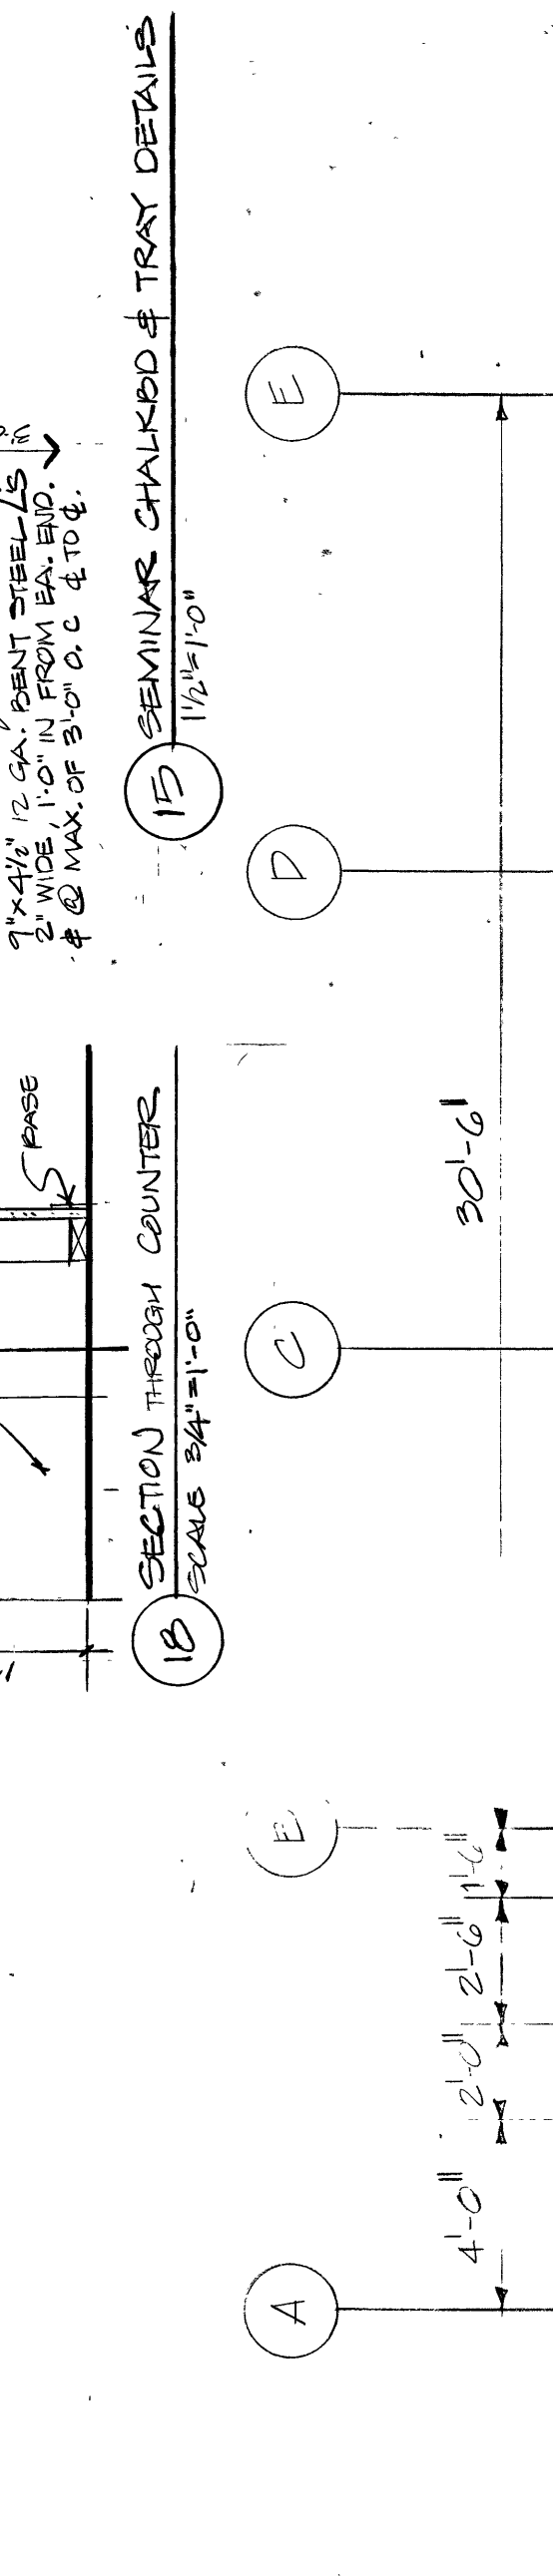 BASE
18 SECTION THROUGH COUNTER
SCALE 3/4"=1'-0"
9"x4½" 12 GA. BENT STEEL L'S
2" WIDE, 1'-0" IN FROM EA. END.
& @ MAX. OF 3'-0" O.C ℄ TO ℄.
15 SEMINAR CHALKBD & TRAY DETAILS
1½"=1'-0"
A
E
C
D
E
4'-0"
2'-0"
2'-6"
1'-6"
30'-6"